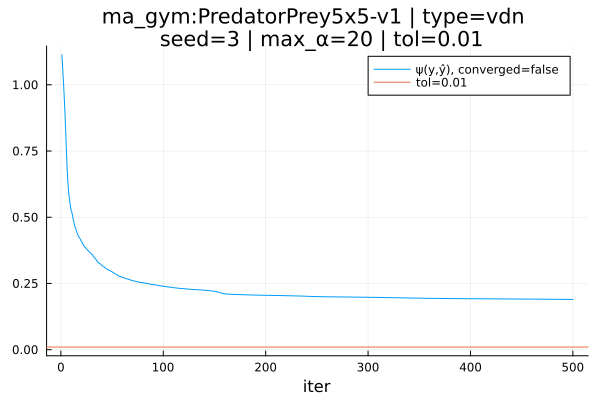 ma_gym:PredatorPrey5x5-v1 | type=vdn
seed=3 | max_α=20 | tol=0.01
ψ(y,ŷ), converged=false
tol=0.01
1.00
0.75
0.50
0.25
0.00
0 100 200 300 400 500
iter